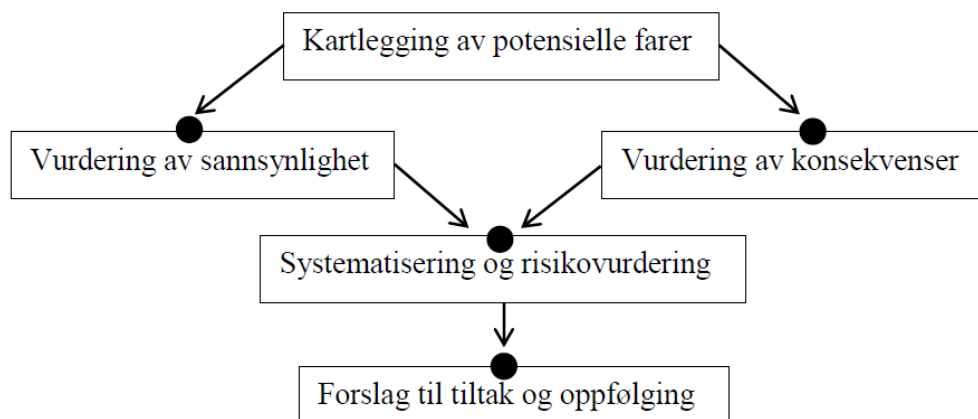 Kartlegging av potensielle farer
Vurdering av sannsynlighet
Vurdering av konsekvenser
Systematisering og risikovurdering
Forslag til tiltak og oppfølging